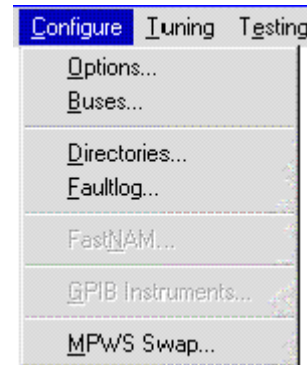 Configure Tuning Testing
Options...
Buses...
Directories...
Faultlog...
FastNAM...
GPIB Instruments...
MPWS Swap...